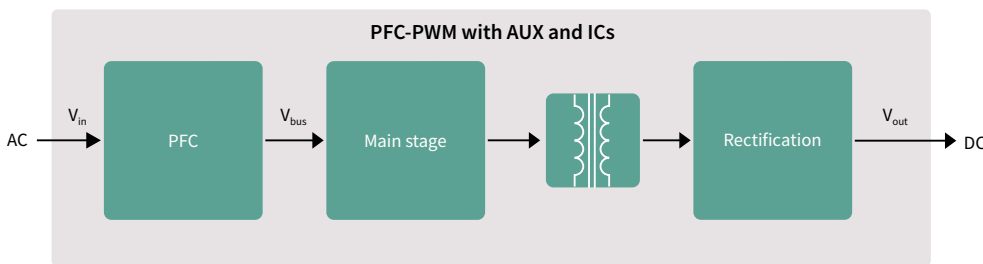 PFC-PWM with AUX and ICs
AC
Vin
PFC
Vbus
Main stage
Rectification
Vout
DC